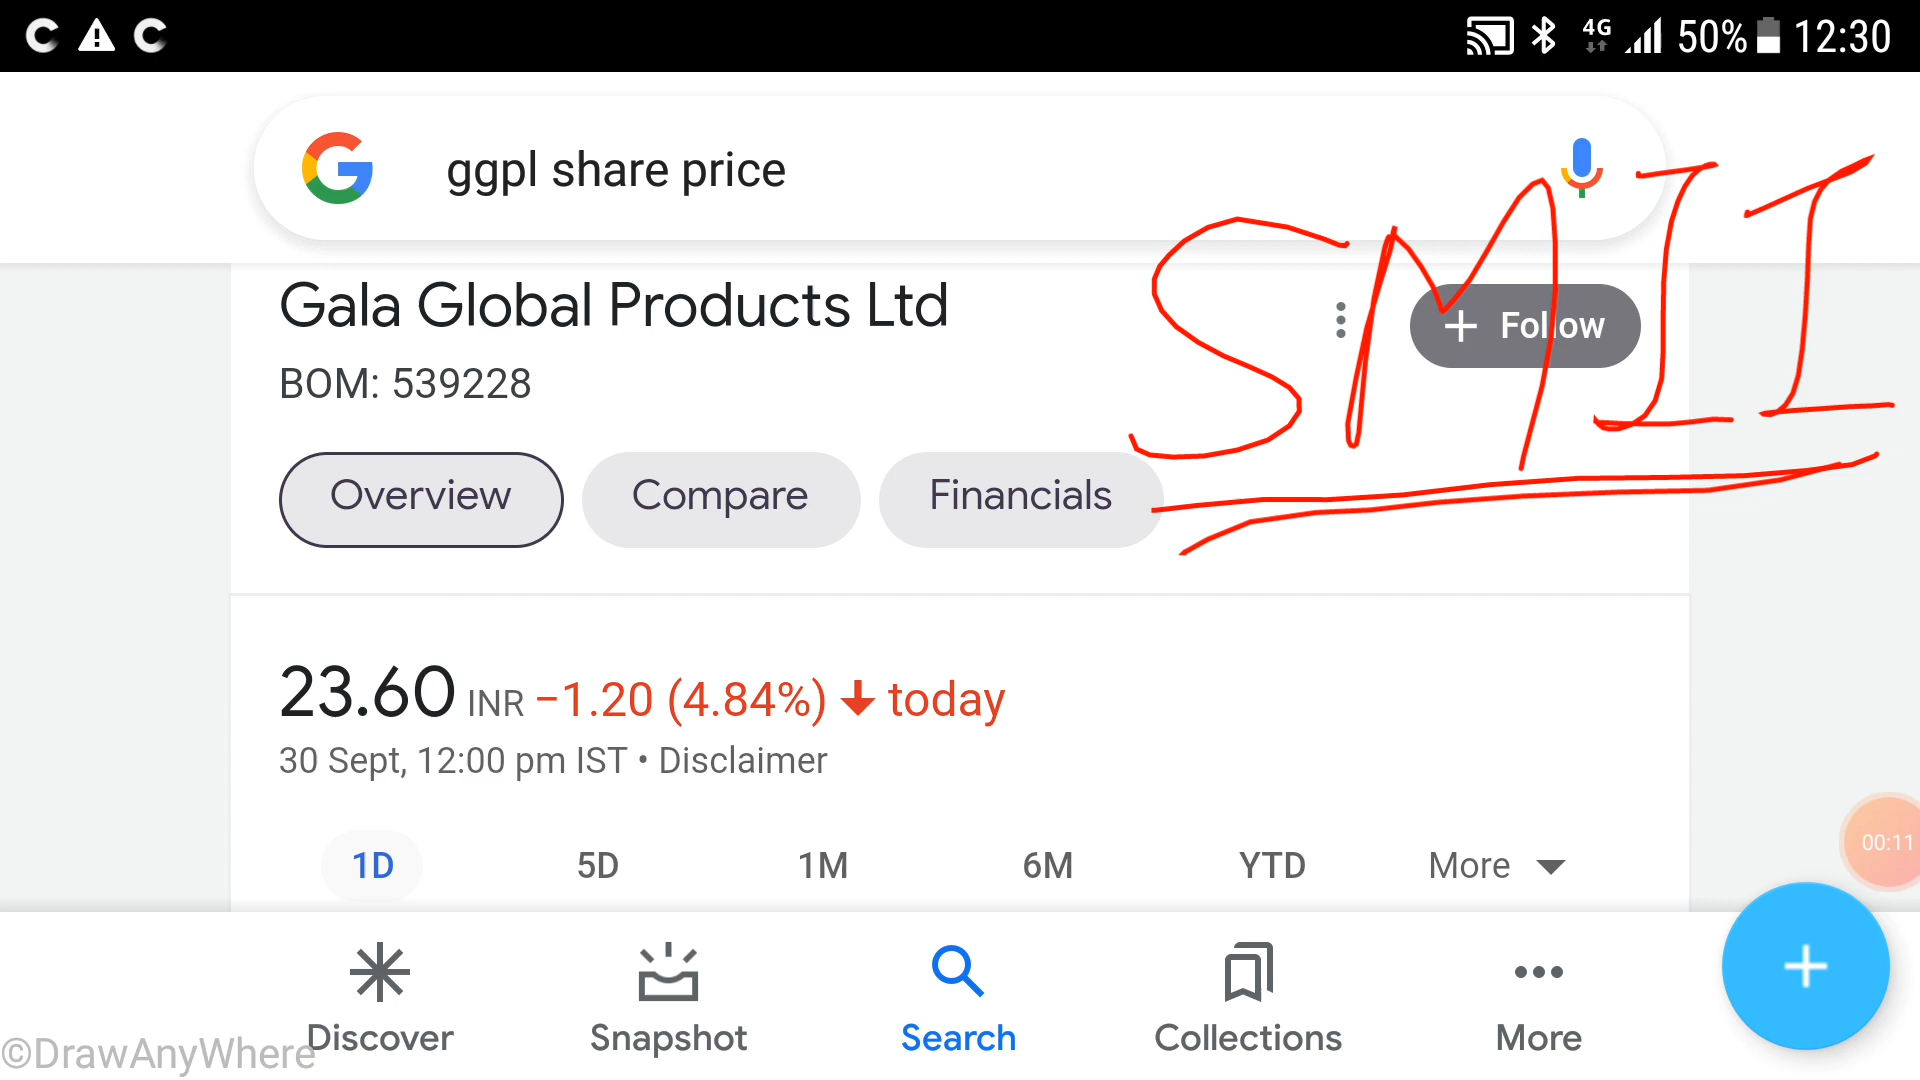 4G 50% 12:30
ggpl share price
SMII
Gala Global Products Ltd
+ Follow
BOM: 539228
Overview Compare Financials
23.60 INR −1.20 (4.84%) ↓ today
30 Sept, 12:00 pm IST • Disclaimer
1D 5D 1M 6M YTD More
00:11
Discover Snapshot Search Collections More
©DrawAnyWhere